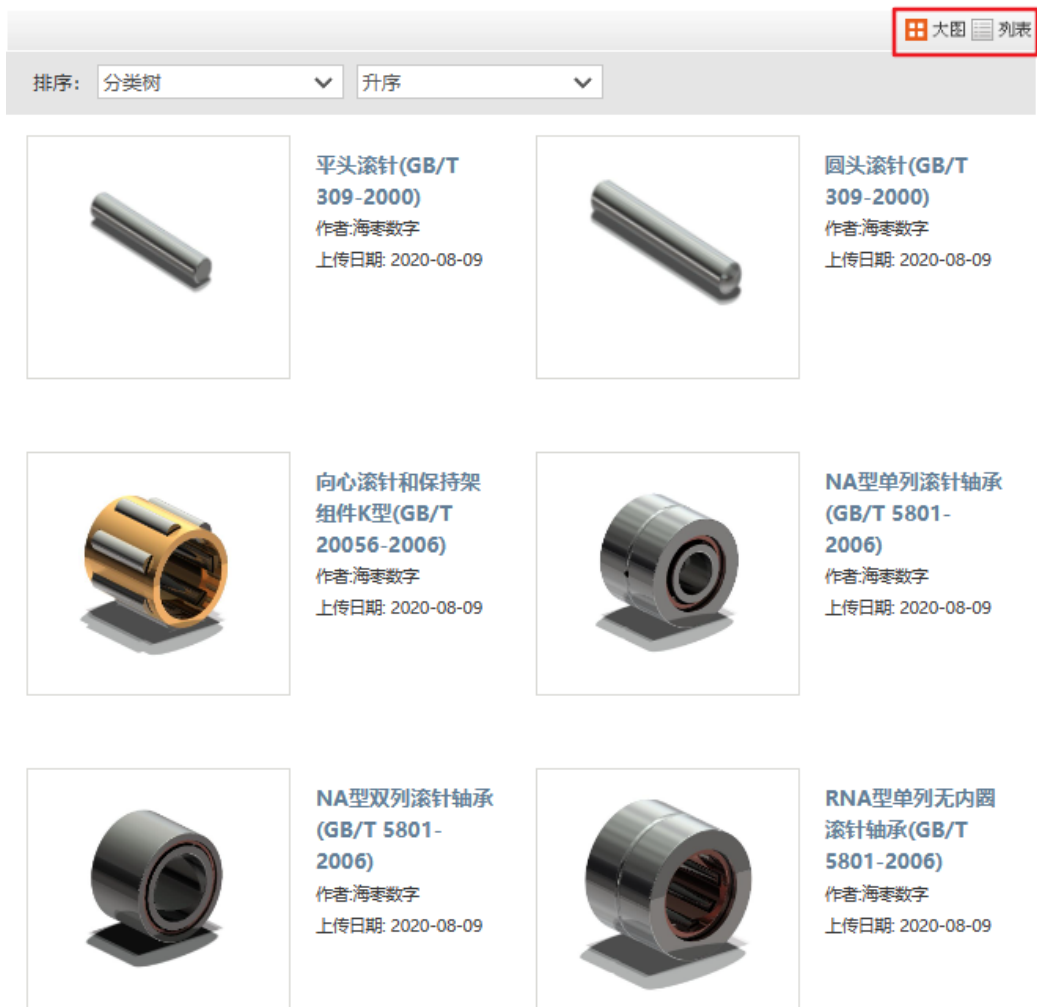 大图 列表
排序: 分类树 升序
平头滚针(GB/T
309-2000)
作者:海枣数字
上传日期: 2020-08-09
圆头滚针(GB/T
309-2000)
作者:海枣数字
上传日期: 2020-08-09
向心滚针和保持架
组件K型(GB/T
20056-2006)
作者:海枣数字
上传日期: 2020-08-09
NA型单列滚针轴承
(GB/T 5801-
2006)
作者:海枣数字
上传日期: 2020-08-09
NA型双列滚针轴承
(GB/T 5801-
2006)
作者:海枣数字
上传日期: 2020-08-09
RNA型单列无内圈
滚针轴承(GB/T
5801-2006)
作者:海枣数字
上传日期: 2020-08-09